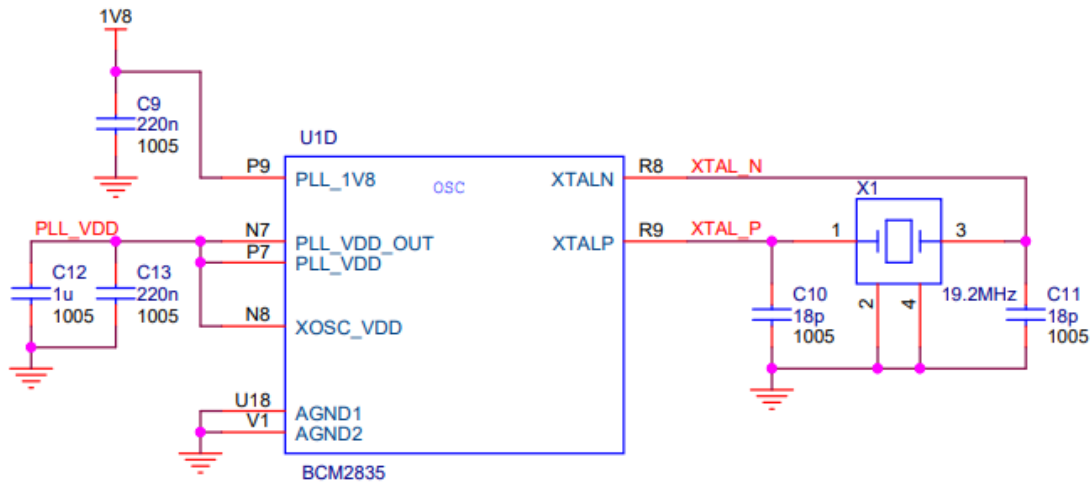 1V8
C9
220n
1005
U1D
P9
PLL_1V8
OSC
XTALN
R8
XTAL_N
X1
PLL_VDD
N7
PLL_VDD_OUT
P7
PLL_VDD
XTALP
R9
XTAL_P
1
3
C12
1u
1005
C13
220n
1005
N8
XOSC_VDD
2
4
19.2MHz
C10
18p
1005
C11
18p
1005
U18
AGND1
V1
AGND2
BCM2835